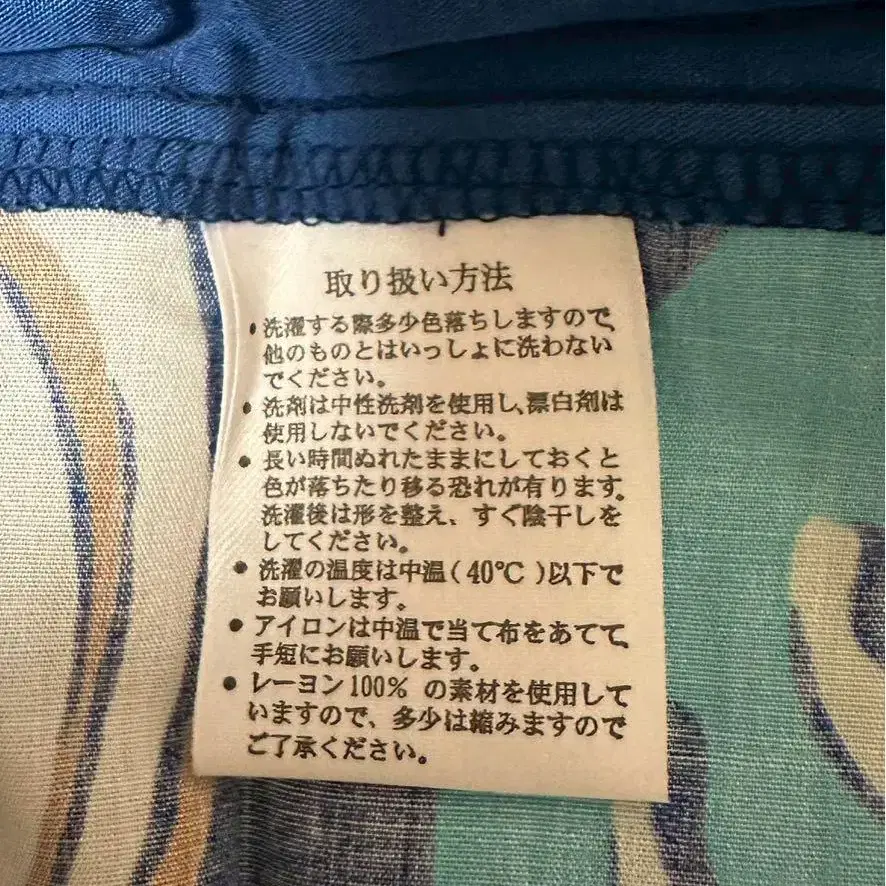 取り扱い方法
・洗濯する際多少色落ちしますので、
他のものとはいっしょに洗わない
でください。
・洗剤は中性洗剤を使用し、漂白剤は
使用しないでください。
・長い時間ぬれたままにしておくと
色が落ちたり移る恐れが有ります。
洗濯後は形を整え、すぐ陰干しを
してください。
・洗濯の温度は中温(40℃)以下で
お願いします。
・アイロンは中温で当て布をあてて、
手短にお願いします。
・レーヨン100% の素材を使用して
いますので、多少は縮みますので
ご了承ください。